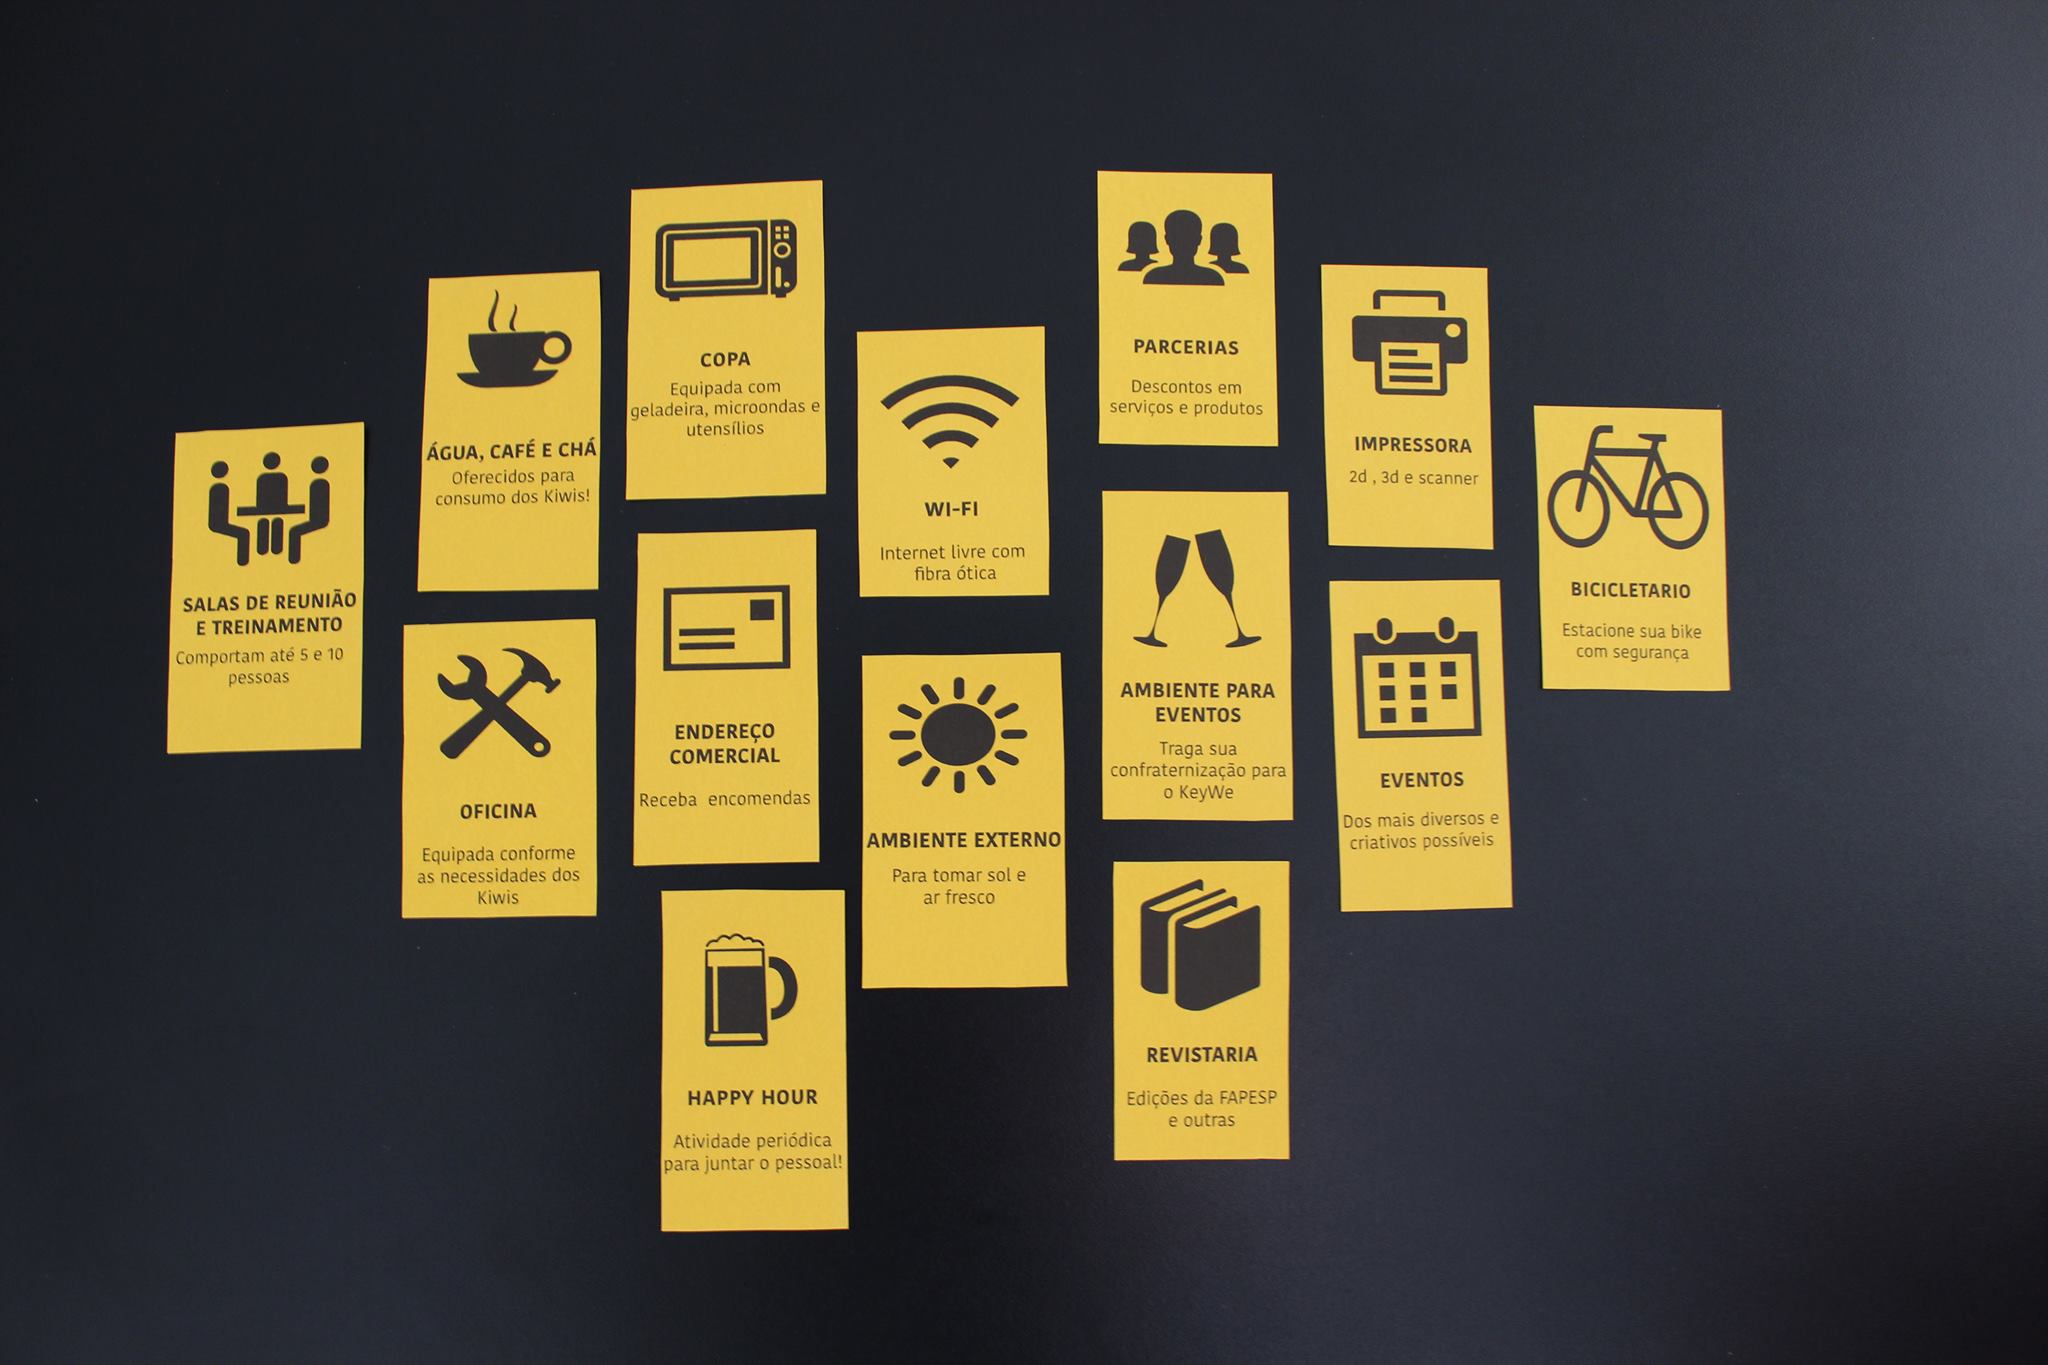 SALAS DE REUNIÃO
E TREINAMENTO
Comportam até 5 e 10
pessoas
ÁGUA, CAFÉ E CHÁ
Oferecidos para
consumo dos Kiwis!
OFICINA
Equipada conforme
as necessidades dos
Kiwis
COPA
Equipada com
geladeira, microondas e
utensílios
ENDEREÇO
COMERCIAL
Receba encomendas
HAPPY HOUR
Atividade periódica
para juntar o pessoal!
WI-FI
Internet livre com
fibra ótica
AMBIENTE EXTERNO
Para tomar sol e
ar fresco
PARCERIAS
Descontos em
serviços e produtos
AMBIENTE PARA
EVENTOS
Traga sua
confraternização para
o KeyWe
REVISTARIA
Edições da FAPESP
e outras
IMPRESSORA
2d , 3d e scanner
EVENTOS
Dos mais diversos e
criativos possíveis
BICICLETARIO
Estacione sua bike
com segurança